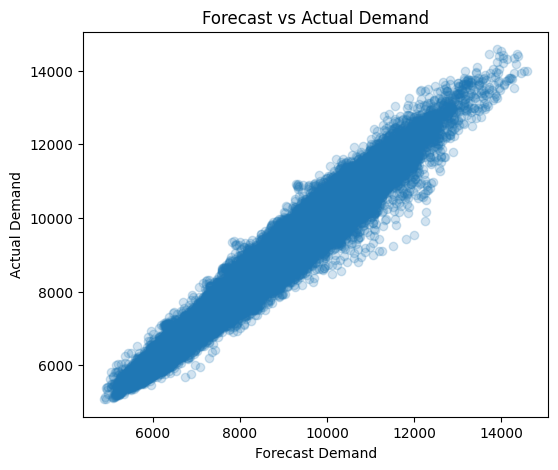 Forecast vs Actual Demand
14000
12000
10000
8000
6000
Actual Demand
6000 8000 10000 12000 14000
Forecast Demand